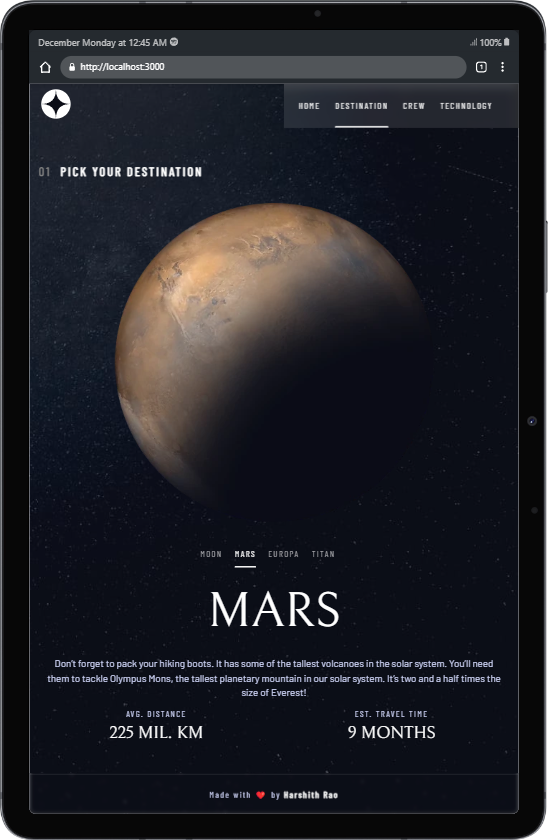 December Monday at 12:45 AM
100%
http://localhost:3000
1
HOME DESTINATION CREW TECHNOLOGY
01 PICK YOUR DESTINATION
MOON MARS EUROPA TITAN
MARS
Don't forget to pack your hiking boots. It has some of the tallest volcanoes in the solar system. You'll need
them to tackle Olympus Mons, the tallest planetary mountain in our solar system. It's two and a half times the
size of Everest!
AVG. DISTANCE
225 MIL. KM
EST. TRAVEL TIME
9 MONTHS
Made with ❤️ by Harshith Rao